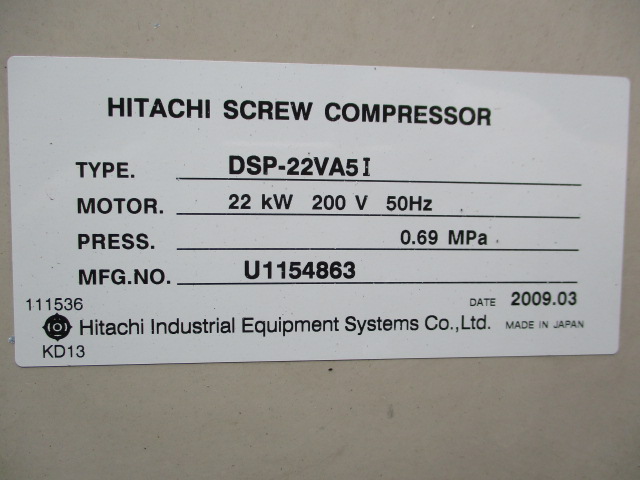 HITACHI SCREW COMPRESSOR
TYPE. DSP-22VA5I
MOTOR. 22 kW 200 V 50Hz
PRESS. 0.69 MPa
MFG.NO. U1154863
111536 DATE 2009.03
Hitachi Industrial Equipment Systems Co.,Ltd. MADE IN JAPAN
KD13